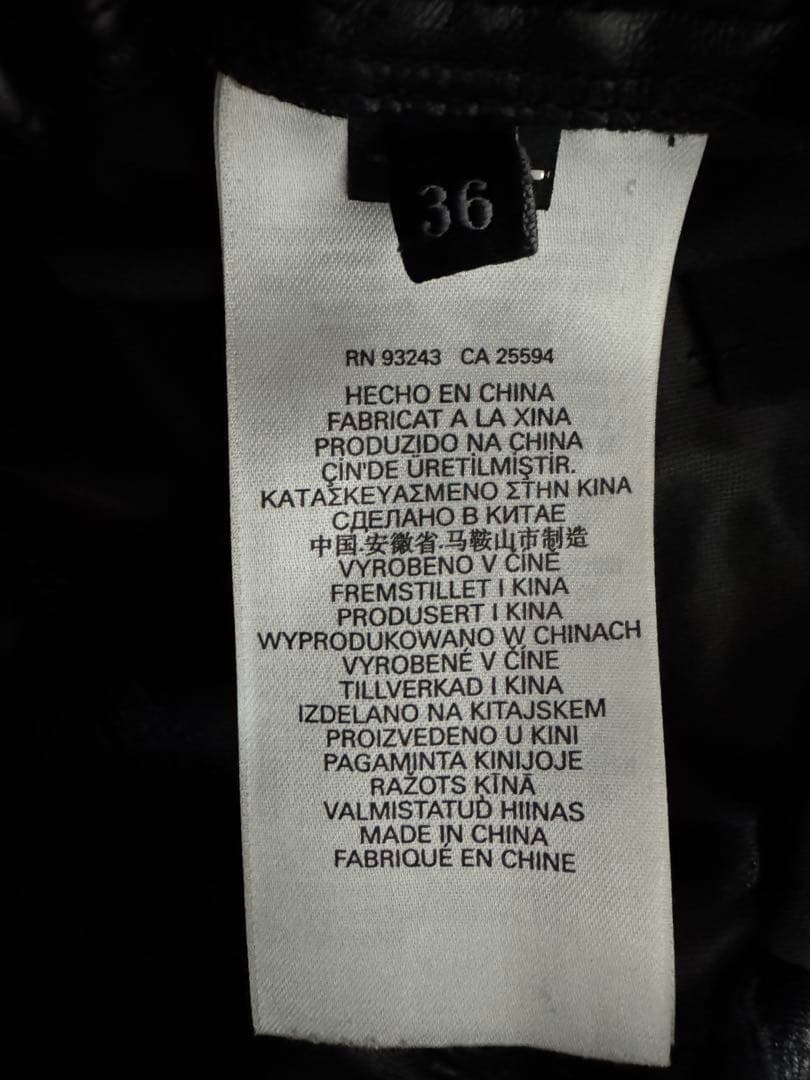 36
RN 93243 CA 25594
HECHO EN CHINA
FABRICAT A LA XINA
PRODUZIDO NA CHINA
ÇİN'DE ÜRETİLMİŞTİR.
ΚΑΤΑΣΚΕΥΑΣΜΕΝΟ ΣΤΗΝ ΚΙΝΑ
СДЕЛАНО В КИТАЕ
中国.安徽省.马鞍山市制造
VYROBENO V ČÍNĚ
FREMSTILLET I KINA
PRODUSERT I KINA
WYPRODUKOWANO W CHINACH
VYROBENÉ V ČÍNE
TILLVERKAD I KINA
IZDELANO NA KITAJSKEM
PROIZVEDENO U KINI
PAGAMINTA KINIJOJE
RAŽOTS ĶĪNĀ
VALMISTATUD HIINAS
MADE IN CHINA
FABRIQUÉ EN CHINE